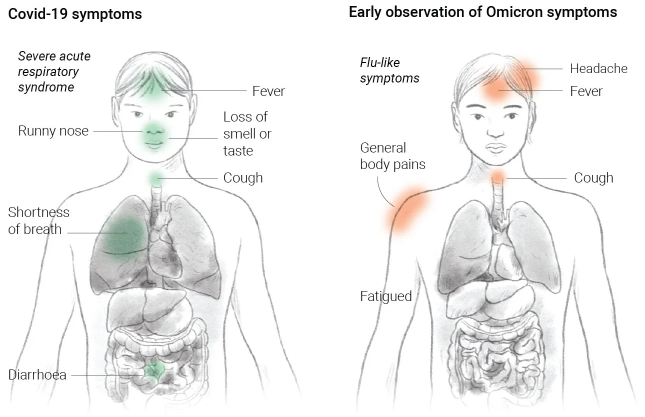 Covid-19 symptoms
Severe acute
respiratory
syndrome
Fever
Runny nose
Loss of
smell or
taste
Cough
Shortness
of breath
Diarrhoea
Early observation of Omicron symptoms
Flu-like
symptoms
Headache
Fever
General
body pains
Cough
Fatigued